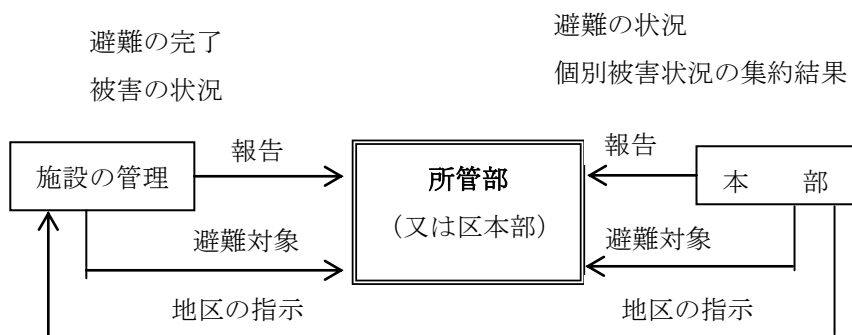 避難の完了
被害の状況
避難の状況
個別被害状況の集約結果
施設の管理
報告
所管部
（又は区本部）
報告
本　　部
避難対象
地区の指示
避難対象
地区の指示